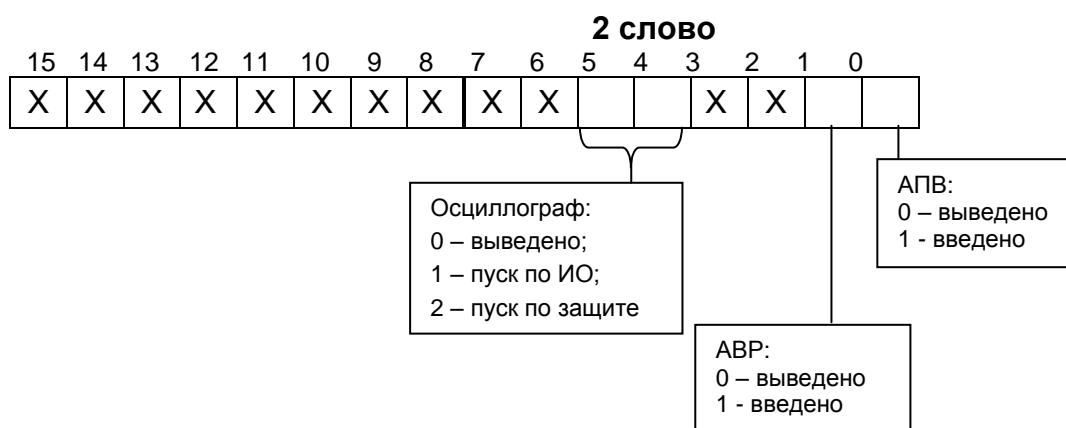 2 слово
15 14 13 12 11 10 9 8 7 6 5 4 3 2 1 0
X X X X X X X X X X X X
Осциллограф:
0 – выведено;
1 – пуск по ИО;
2 – пуск по защите
АПВ:
0 – выведено
1 - введено
АВР:
0 – выведено
1 - введено